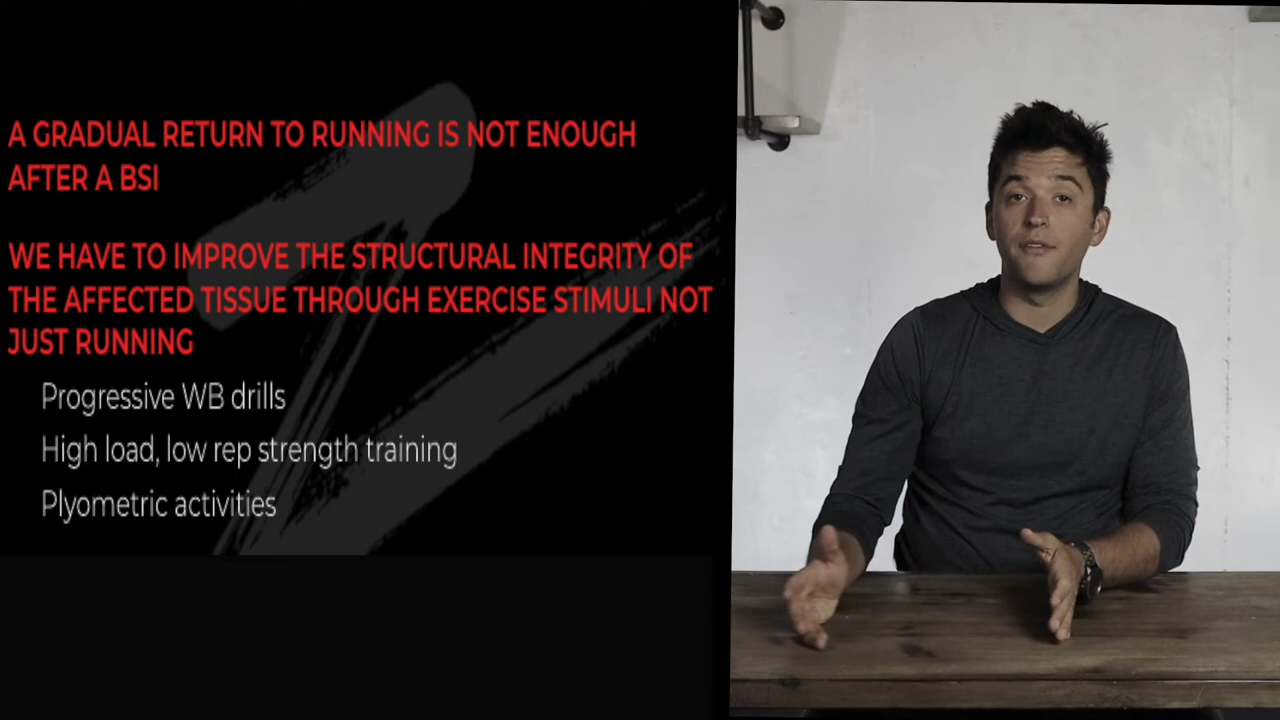 A GRADUAL RETURN TO RUNNING IS NOT ENOUGH
AFTER A BSI
WE HAVE TO IMPROVE THE STRUCTURAL INTEGRITY OF
THE AFFECTED TISSUE THROUGH EXERCISE STIMULI NOT
JUST RUNNING
Progressive WB drills
High load, low rep strength training
Plyometric activities